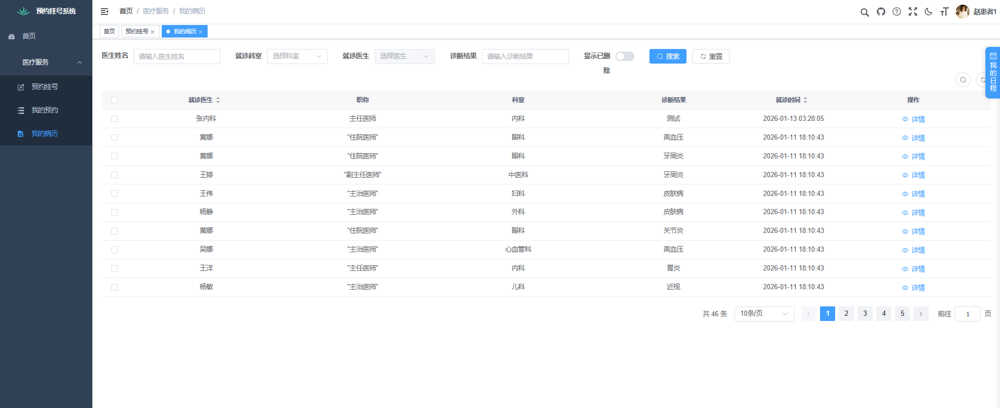 预约挂号系统
首页 / 医疗服务 / 我的病历
赵患者1
首页
预约挂号 ×
我的病历 ×
首页
医疗服务
预约挂号
我的预约
我的病历
医生姓名 请输入医生姓名 就诊科室 选择科室 就诊医生 选择医生 诊断结果 请输入诊断结果 显示已删除 搜索 重置
我的日程
就诊医生 职称 科室 诊断结果 就诊时间 操作
张内科 主任医师 内科 测试 2026-01-13 03:28:05 详情
黄娜 "住院医师" 眼科 高血压 2026-01-11 18:10:43 详情
黄娜 "住院医师" 眼科 牙周炎 2026-01-11 18:10:43 详情
王婷 "副主任医师" 中医科 牙周炎 2026-01-11 18:10:43 详情
王伟 "主治医师" 妇科 皮肤病 2026-01-11 18:10:43 详情
杨静 "主治医师" 外科 皮肤病 2026-01-11 18:10:43 详情
黄娜 "住院医师" 眼科 关节炎 2026-01-11 18:10:43 详情
吴娜 "主治医师" 心血管科 高血压 2026-01-11 18:10:43 详情
王洋 "主任医师" 内科 胃炎 2026-01-11 18:10:43 详情
杨敏 "主治医师" 儿科 近视 2026-01-11 18:10:43 详情
共 46 条 10条/页 1 2 3 4 5 前往 1 页